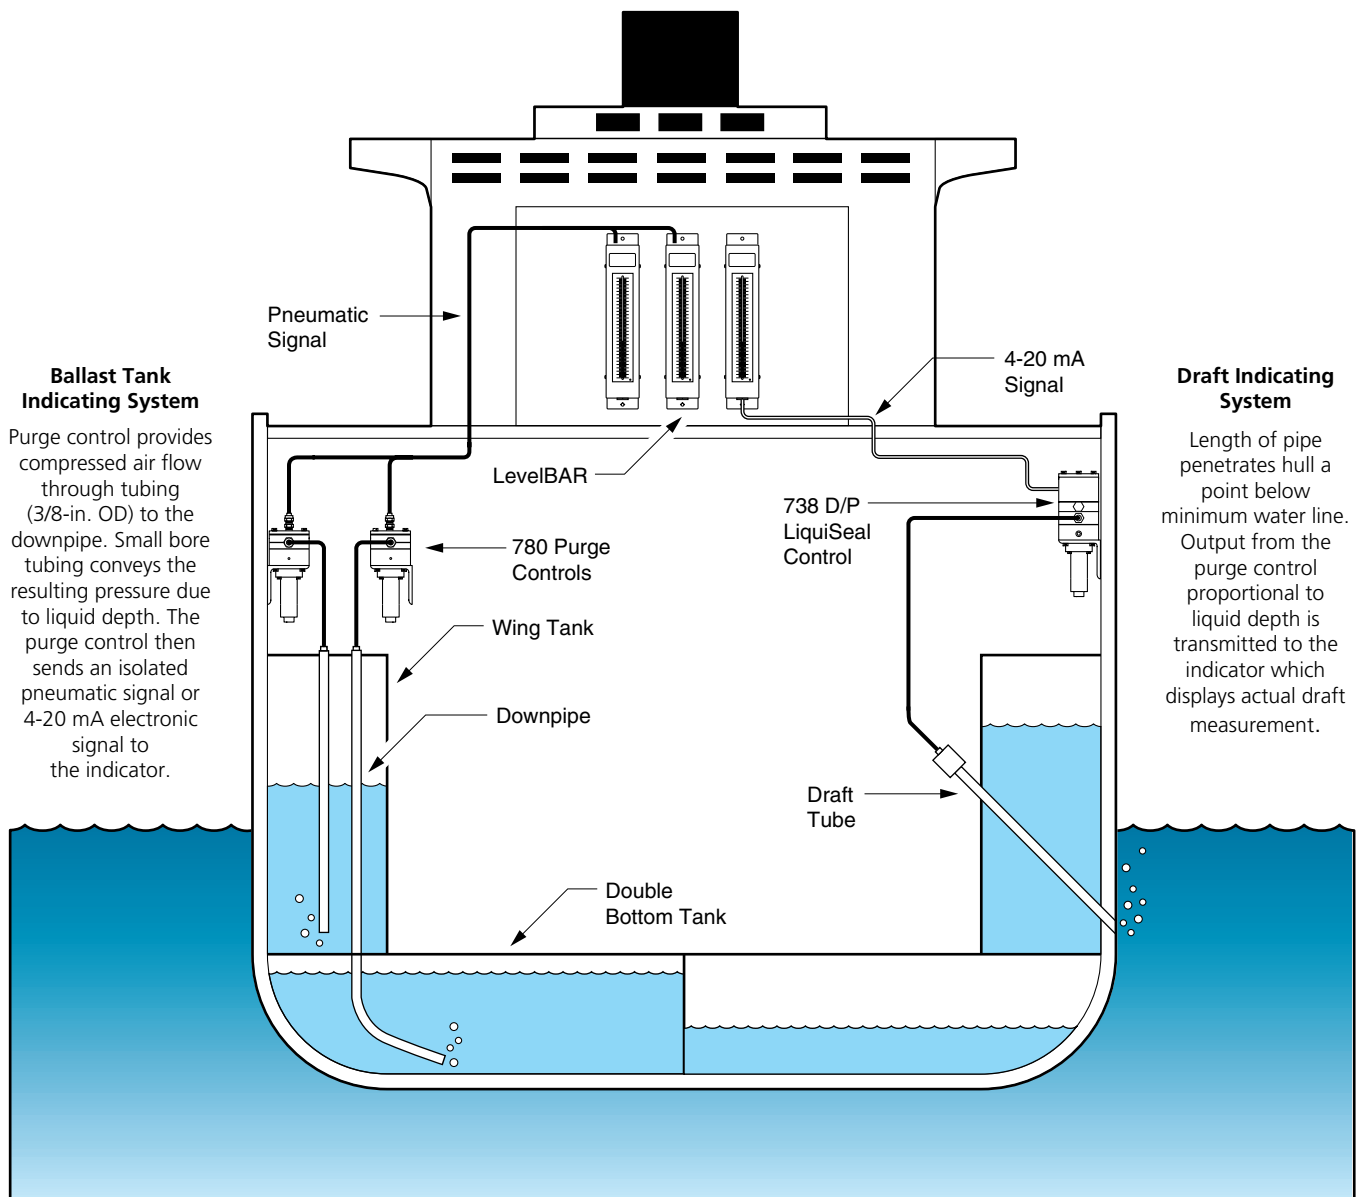 Pneumatic
Signal
4-20 mA
Signal
Ballast Tank
Indicating System
Purge control provides
compressed air flow
through tubing
(3/8-in. OD) to the
downpipe. Small bore
tubing conveys the
resulting pressure due
to liquid depth. The
purge control then
sends an isolated
pneumatic signal or
4-20 mA electronic
signal to
the indicator.
LevelBAR
738 D/P
LiquiSeal
Control
780 Purge
Controls
Wing Tank
Downpipe
Draft
Tube
Double
Bottom Tank
Draft Indicating
System
Length of pipe
penetrates hull a
point below
minimum water line.
Output from the
purge control
proportional to
liquid depth is
transmitted to the
indicator which
displays actual draft
measurement.